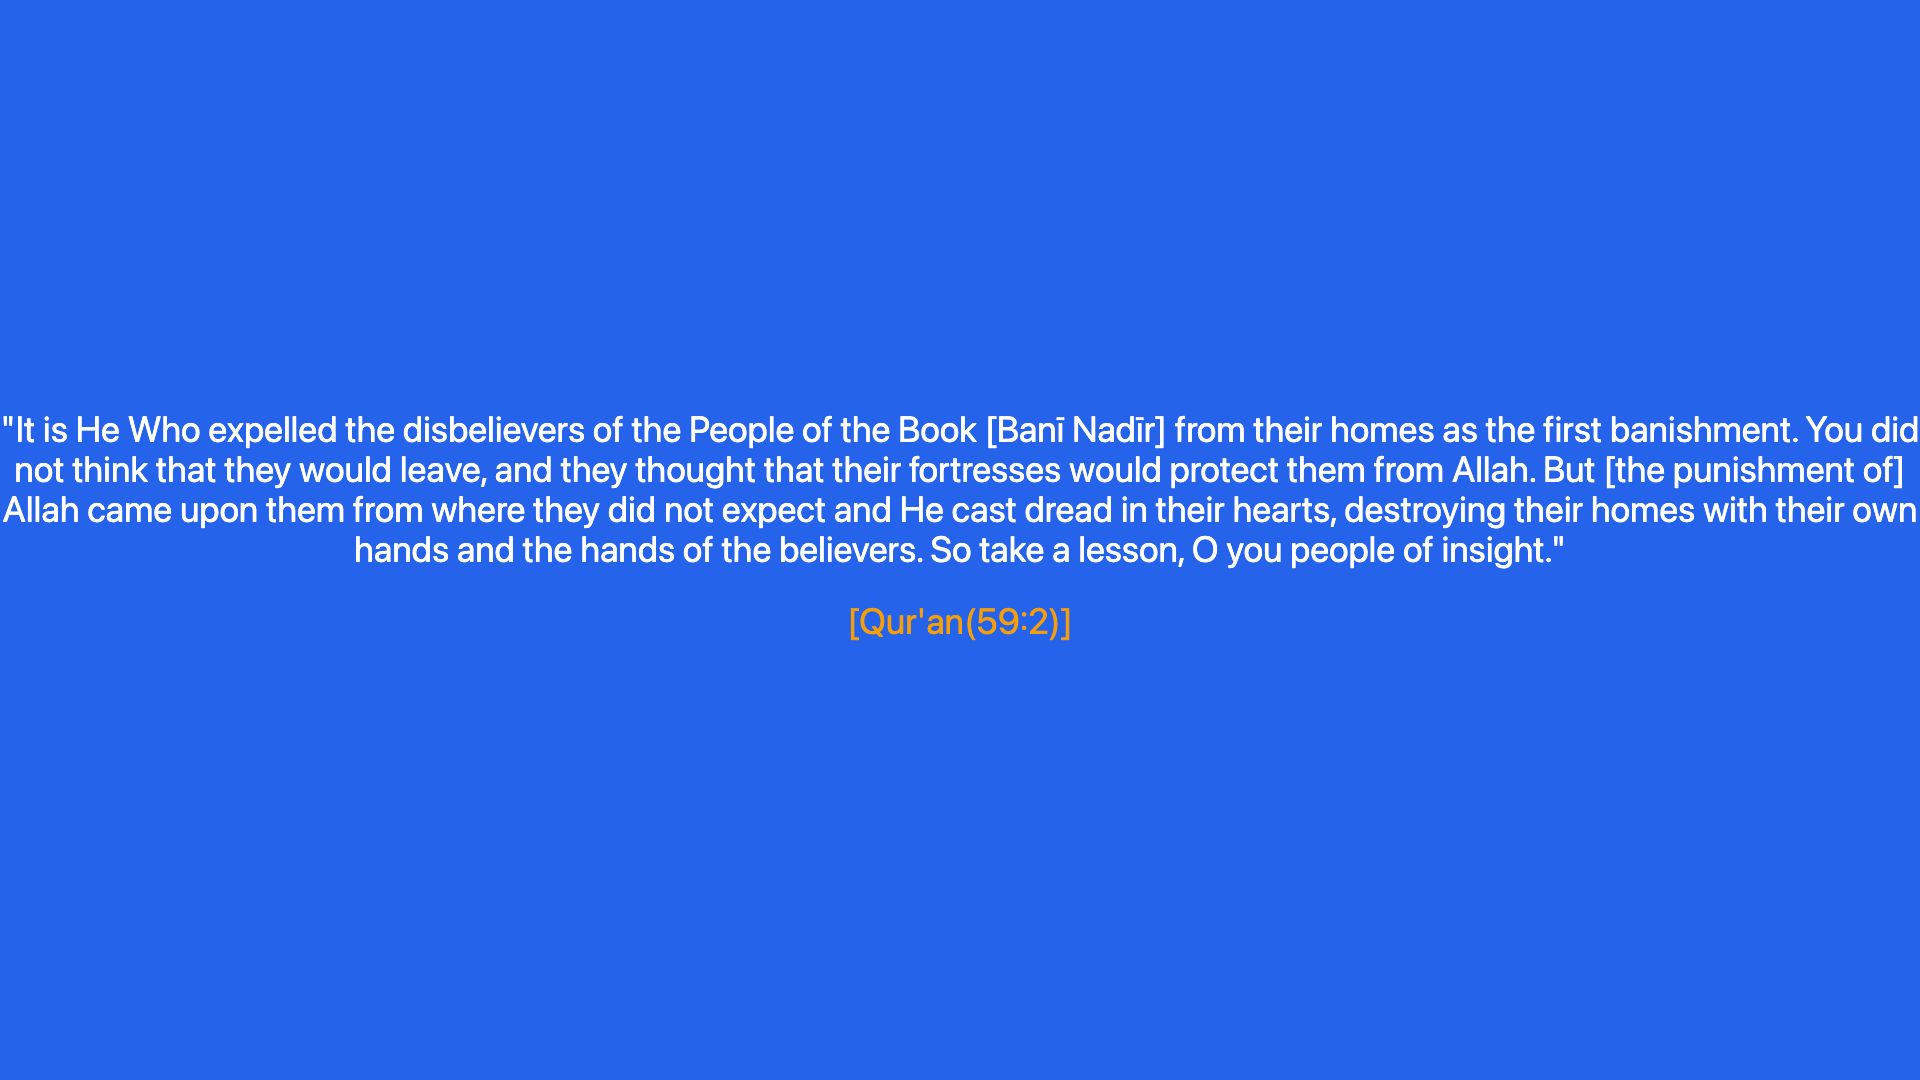 "It is He Who expelled the disbelievers of the People of the Book [Banī Nadīr] from their homes as the first banishment. You did
not think that they would leave, and they thought that their fortresses would protect them from Allah. But [the punishment of]
Allah came upon them from where they did not expect and He cast dread in their hearts, destroying their homes with their own
hands and the hands of the believers. So take a lesson, O you people of insight."
[Qur'an(59:2)]